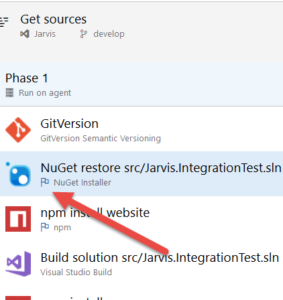 Get sources
Jarvis develop
Phase 1
Run on agent
GitVersion
GitVersion Semantic Versioning
NuGet restore src/Jarvis.IntegrationTest.sln
NuGet Installer
npm install website
npm
Build solution src/Jarvis.IntegrationTest.sln
Visual Studio Build